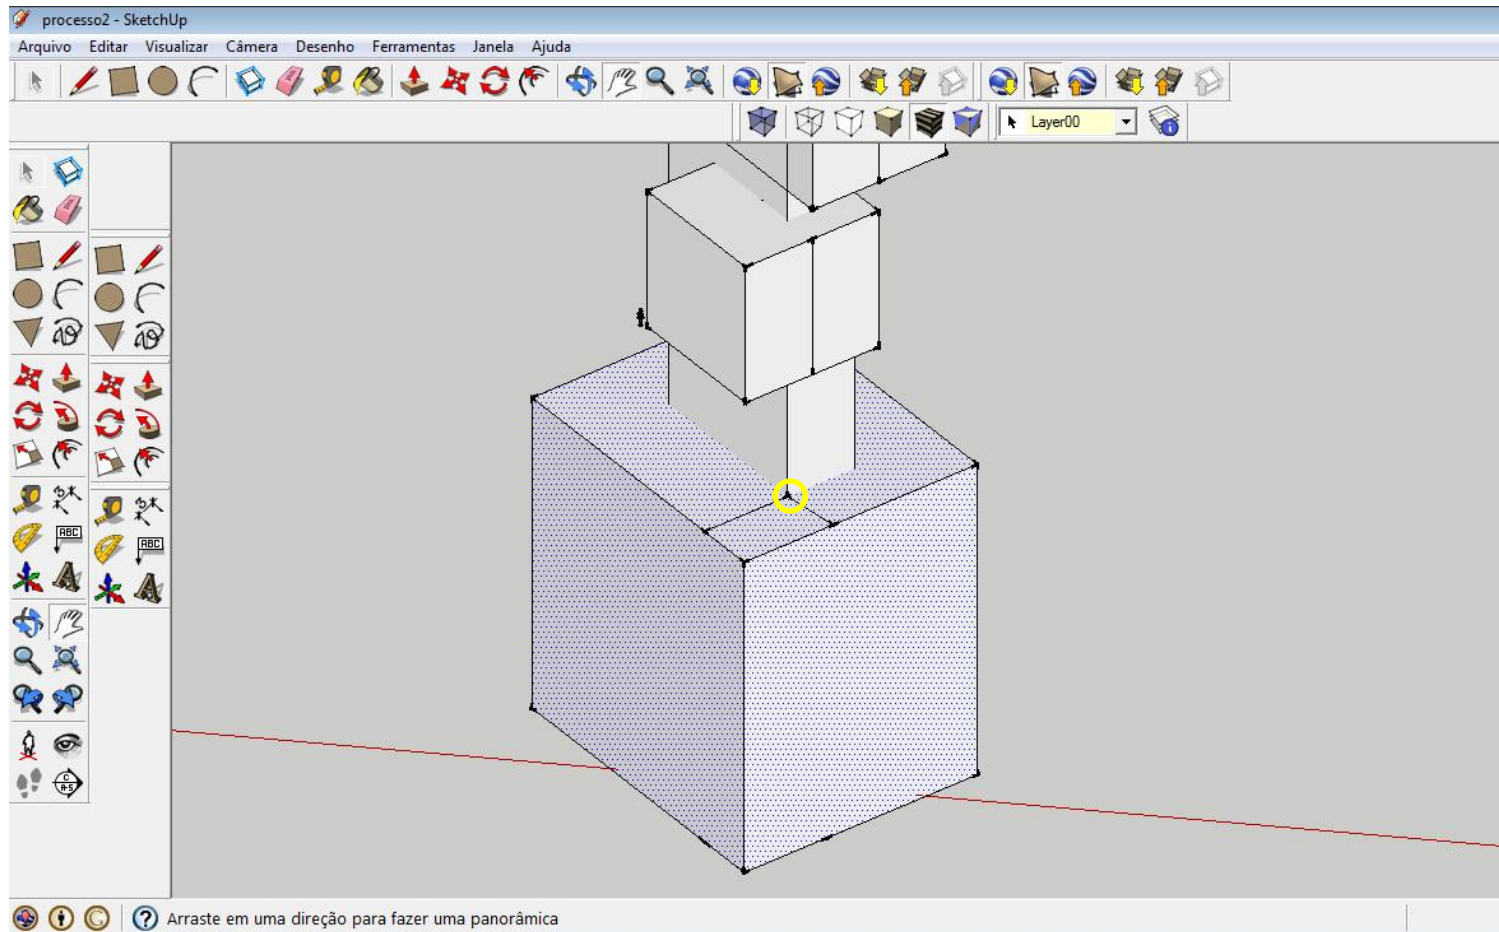 processo2 - SketchUp
Arquivo Editar Visualizar Câmera Desenho Ferramentas Janela Ajuda
Layer00
ABC
ABC
Arraste em uma direção para fazer uma panorâmica